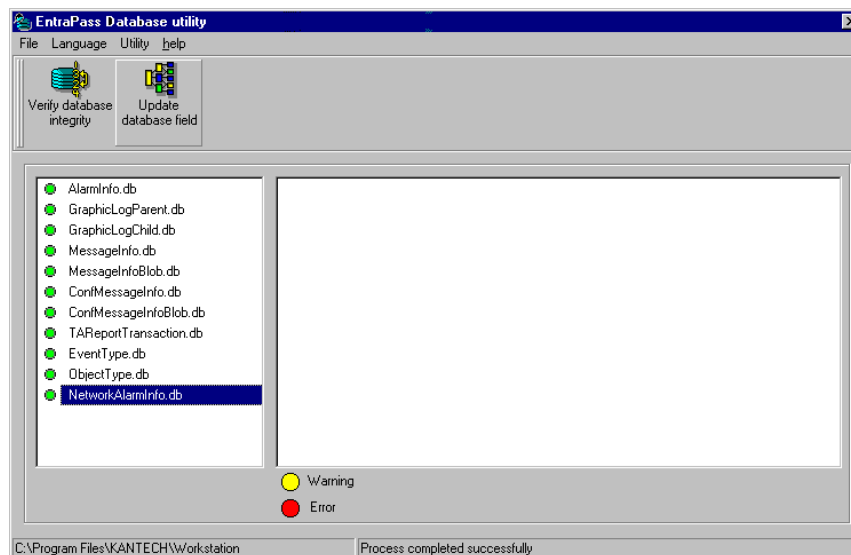 EntraPass Database utility
File Language Utility help
Verify database integrity
Update database field
AlarmInfo.db
GraphicLogParent.db
GraphicLogChild.db
MessageInfo.db
MessageInfoBlob.db
ConfMessageInfo.db
ConfMessageInfoBlob.db
TAReportTransaction.db
EventType.db
ObjectType.db
NetworkAlarmInfo.db
Warning
Error
C:\Program Files\KANTECH\Workstation Process completed successfully